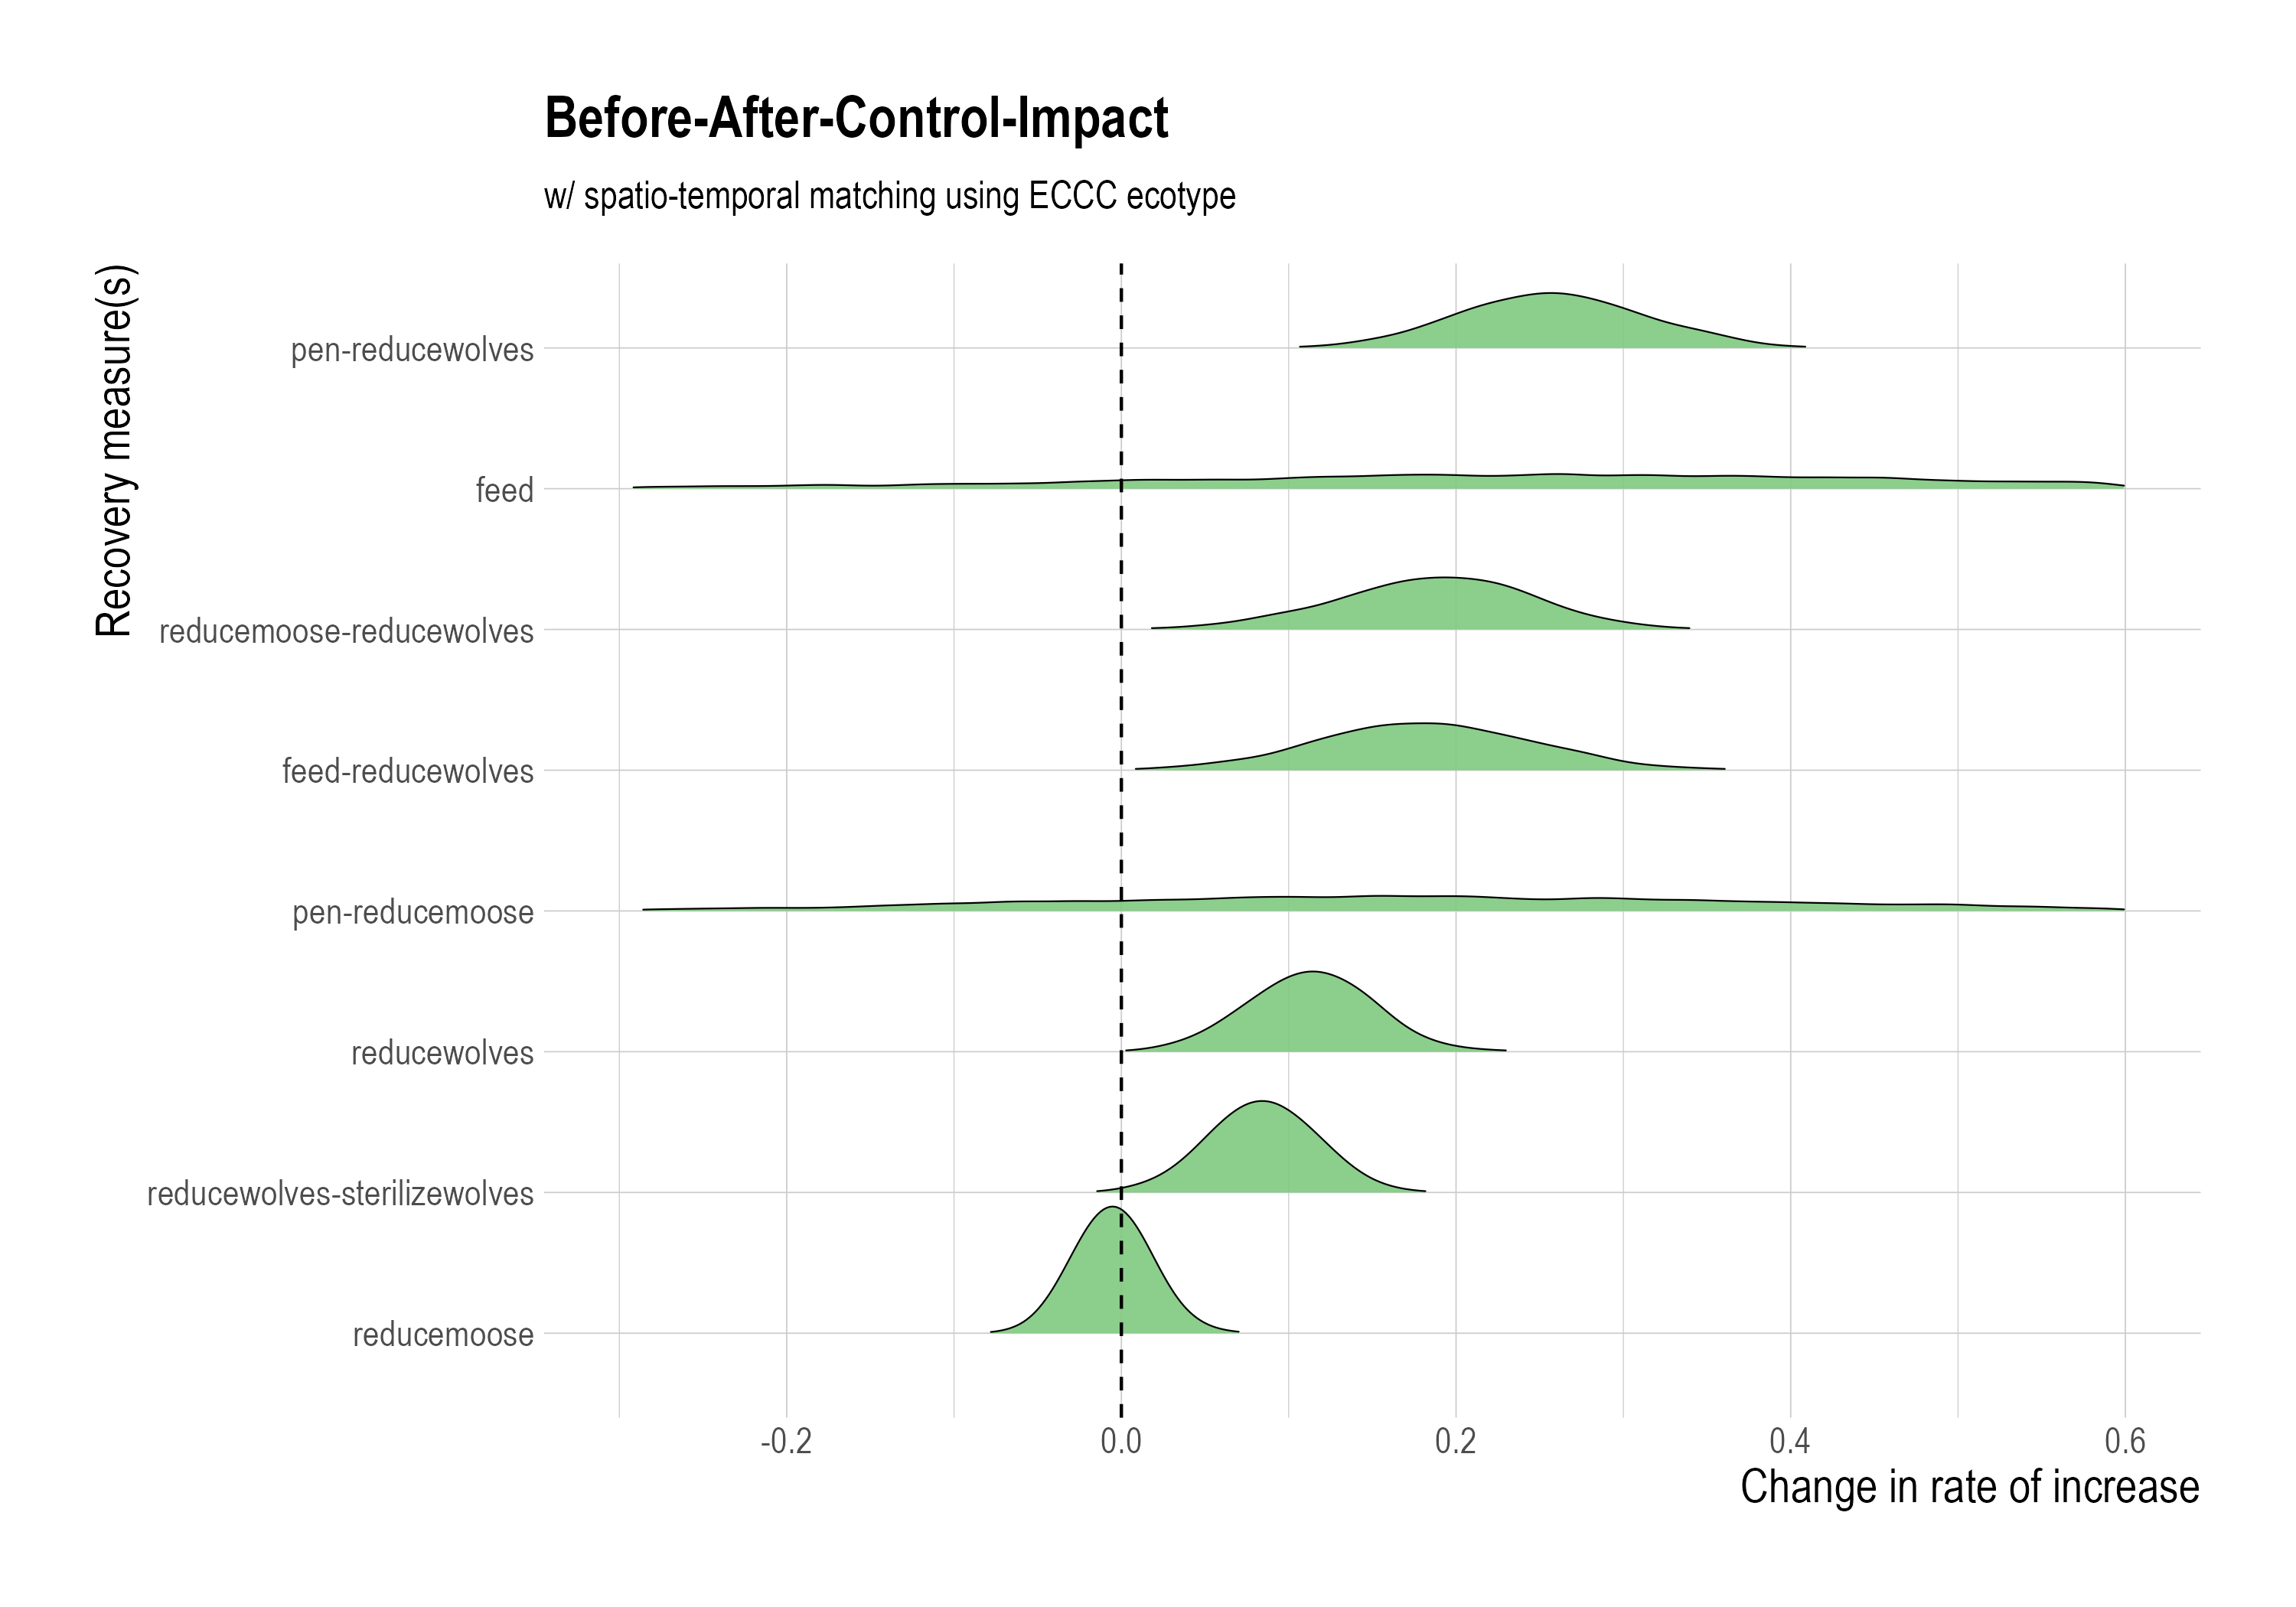 Before-After-Control-Impact
w/ spatio-temporal matching using ECCC ecotype
Recovery measure(s)
pen-reducewolves
feed
reducemoose-reducewolves
feed-reducewolves
pen-reducemoose
reducewolves
reducewolves-sterilizewolves
reducemoose
-0.2 0.0 0.2 0.4 0.6
Change in rate of increase